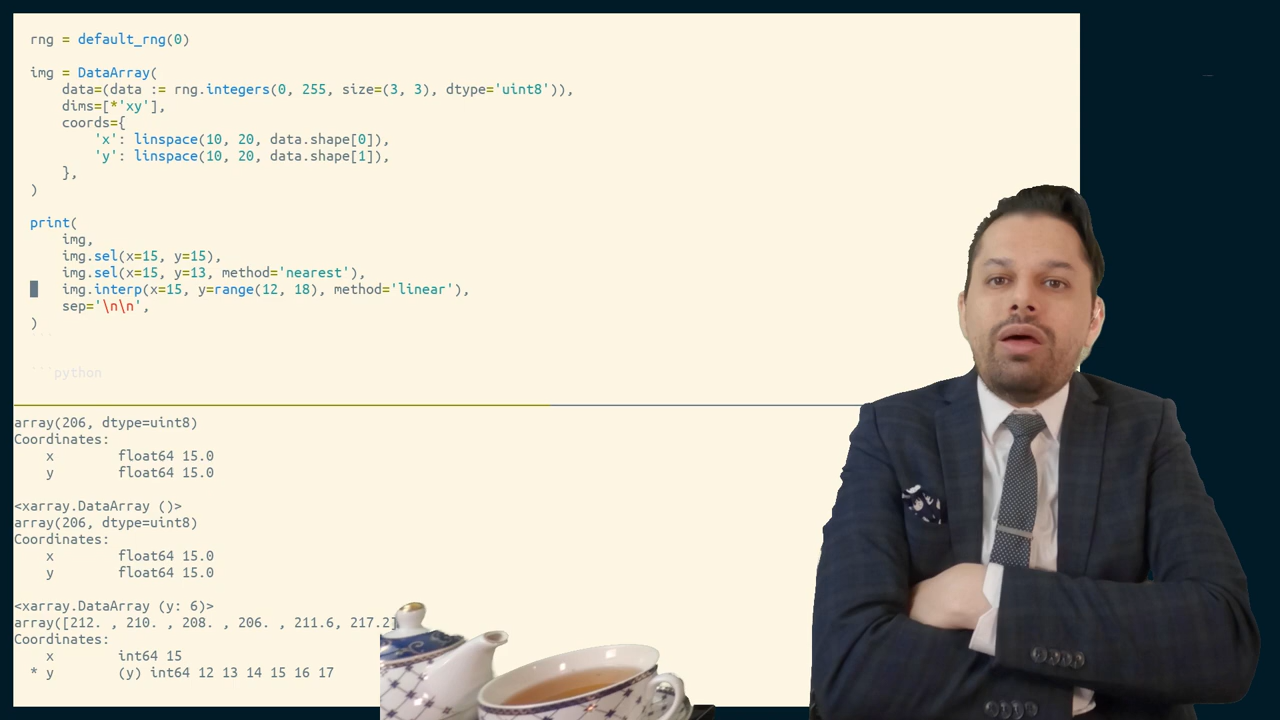 rng = default_rng(0)
img = DataArray(
    data=(data := rng.integers(0, 255, size=(3, 3), dtype='uint8')),
    dims=[*'xy'],
    coords={
        'x': linspace(10, 20, data.shape[0]),
        'y': linspace(10, 20, data.shape[1]),
    },
)
print(
    img,
    img.sel(x=15, y=15),
    img.sel(x=15, y=13, method='nearest'),
    img.interp(x=15, y=range(12, 18), method='linear'),
    sep='\n\n',
)
```
```python
array(206, dtype=uint8)
Coordinates:
    x        float64 15.0
    y        float64 15.0
<xarray.DataArray ()>
array(206, dtype=uint8)
Coordinates:
    x        float64 15.0
    y        float64 15.0
<xarray.DataArray (y: 6)>
array([212. , 210. , 208. , 206. , 211.6, 217.2]
Coordinates:
    x        int64 15
  * y        (y) int64 12 13 14 15 16 17